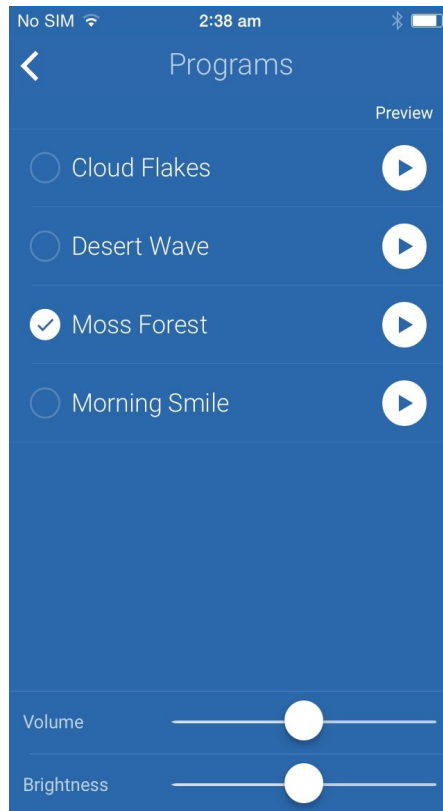 No SIM 2:38 am
Programs
Preview
Cloud Flakes
Desert Wave
Moss Forest
Morning Smile
Volume
Brightness